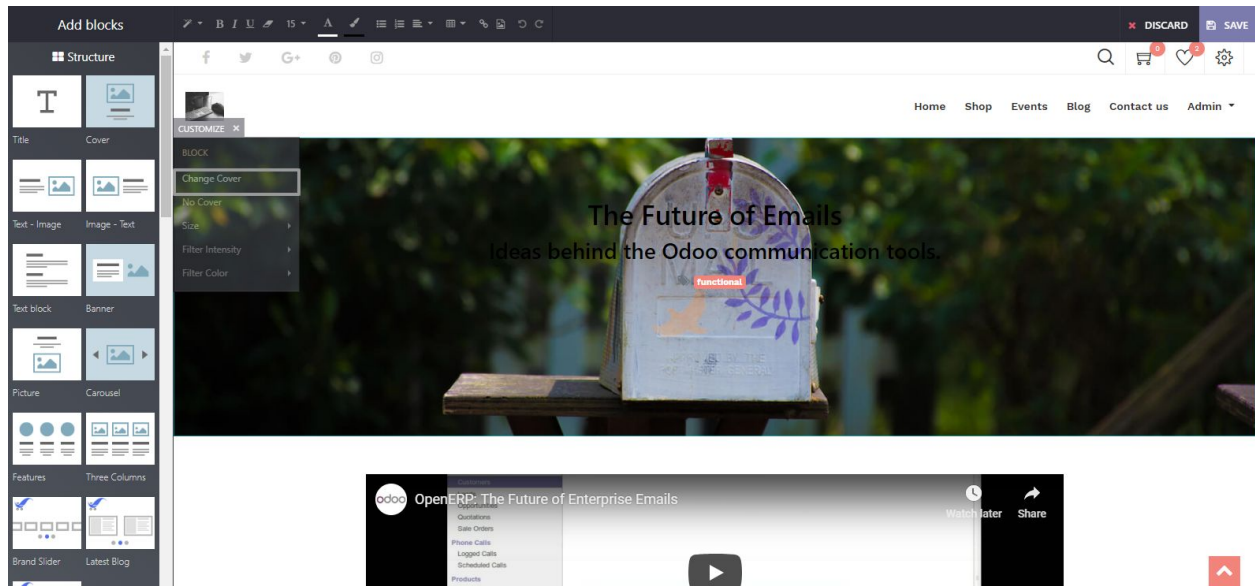 Add blocks
B I U 15 A
DISCARD
SAVE
Structure
G+
0
2
T
Title
Cover
Home Shop Events Blog Contact us Admin
CUSTOMIZE ×
BLOCK
Change Cover
No Cover
Size
Filter Intensity
Filter Color
The Future of Emails
Ideas behind the Odoo communication tools.
functional
Text - Image
Image - Text
Text block
Banner
Picture
Carousel
Features
Three Columns
Brand Slider
Latest Blog
odoo
OpenERP: The Future of Enterprise Emails
Watch later
Share
Customers
Opportunities
Quotations
Sale Orders
Phone Calls
Logged Calls
Scheduled Calls
Products